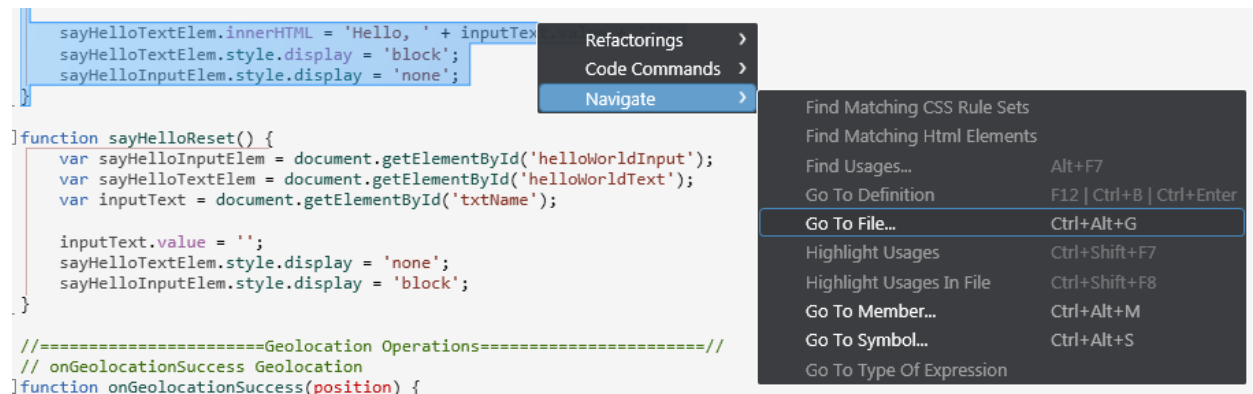 sayHelloTextElem.innerHTML = 'Hello, ' + inputTex
sayHelloTextElem.style.display = 'block';
sayHelloInputElem.style.display = 'none';
}
function sayHelloReset() {
var sayHelloInputElem = document.getElementById('helloWorldInput');
var sayHelloTextElem = document.getElementById('helloWorldText');
var inputText = document.getElementById('txtName');
inputText.value = '';
sayHelloTextElem.style.display = 'none';
sayHelloInputElem.style.display = 'block';
}
//=======================Geolocation Operations=======================//
// onGeolocationSuccess Geolocation
function onGeolocationSuccess(position) {
Refactorings
Code Commands
Navigate
Find Matching CSS Rule Sets
Find Matching Html Elements
Find Usages... Alt+F7
Go To Definition F12 | Ctrl+B | Ctrl+Enter
Go To File... Ctrl+Alt+G
Highlight Usages Ctrl+Shift+F7
Highlight Usages In File Ctrl+Shift+F8
Go To Member... Ctrl+Alt+M
Go To Symbol... Ctrl+Alt+S
Go To Type Of Expression